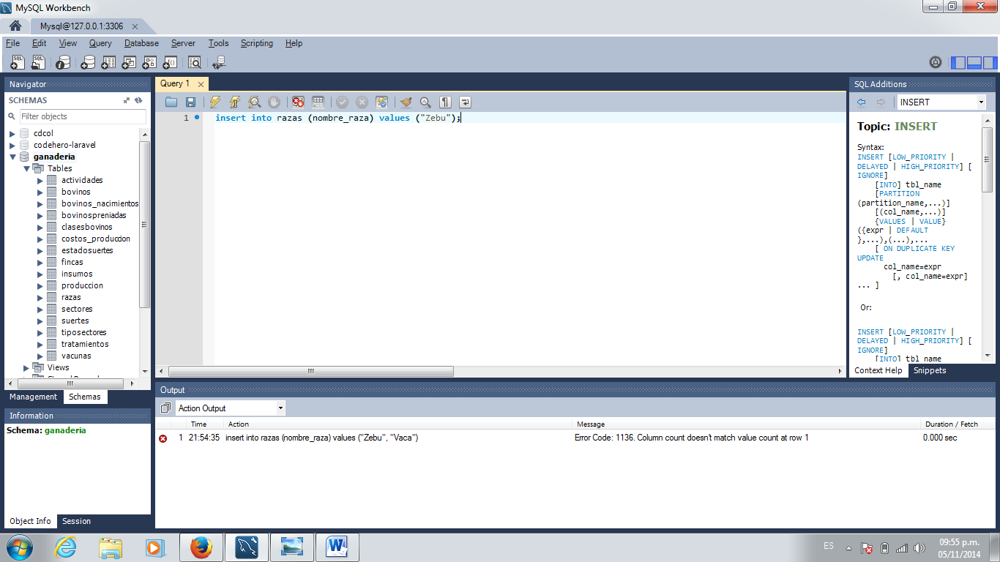 MySQL Workbench
Mysql@127.0.0.1:3306
File Edit View Query Database Server Tools Scripting Help
Navigator
SCHEMAS
Filter objects
cdcol
codehero-laravel
ganaderia
Tables
actividades
bovinos
bovinos_nacimientos
bovinospreniadas
clasesbovinos
costos_produccion
estadosuertes
fincas
insumos
produccion
razas
sectores
suertes
tiposectores
tratamientos
vacunas
Views
Management Schemas
Information
Schema: ganaderia
Object Info Session
Query 1
1 insert into razas (nombre_raza) values ("Zebu");
SQL Additions
INSERT
Topic: INSERT
Syntax:
INSERT [LOW_PRIORITY |
DELAYED | HIGH_PRIORITY] [
IGNORE]
[INTO] tbl_name
[PARTITION
(partition_name,...)]
[(col_name,...)]
{VALUES | VALUE}
({expr | DEFAULT
},...),(...),...
[ ON DUPLICATE KEY
UPDATE
col_name=expr
[, col_name=expr]
... ]
Or:
INSERT [LOW_PRIORITY |
DELAYED | HIGH_PRIORITY] [
IGNORE]
[INTO] tbl_name
Context Help Snippets
Output
Action Output
Time Action Message Duration / Fetch
1 21:54:35 insert into razas (nombre_raza) values ("Zebu", "Vaca") Error Code: 1136. Column count doesn't match value count at row 1 0.000 sec
ES
09:55 p.m.
05/11/2014